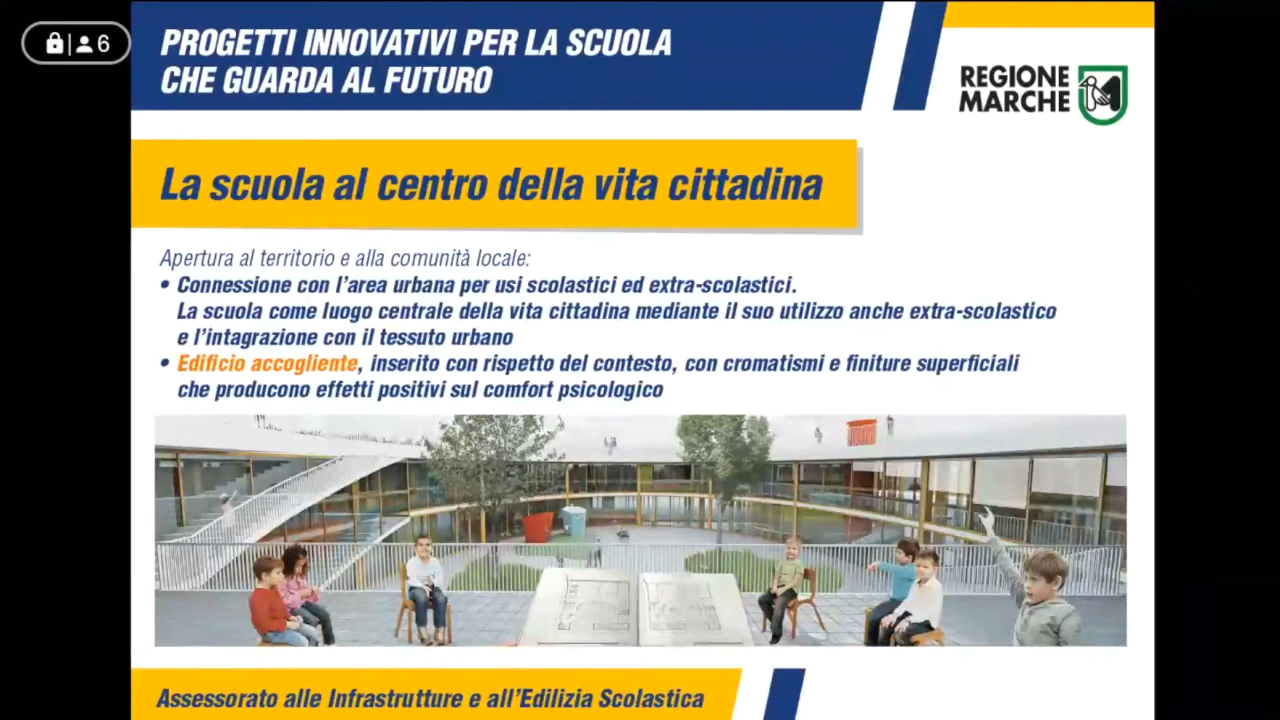 6
PROGETTI INNOVATIVI PER LA SCUOLA
CHE GUARDA AL FUTURO
REGIONE
MARCHE
La scuola al centro della vita cittadina
Apertura al territorio e alla comunità locale:
• Connessione con l'area urbana per usi scolastici ed extra-scolastici.
La scuola come luogo centrale della vita cittadina mediante il suo utilizzo anche extra-scolastico
e l'intagrazione con il tessuto urbano
• Edificio accogliente, inserito con rispetto del contesto, con cromatismi e finiture superficiali
che producono effetti positivi sul comfort psicologico
Assessorato alle Infrastrutture e all'Edilizia Scolastica